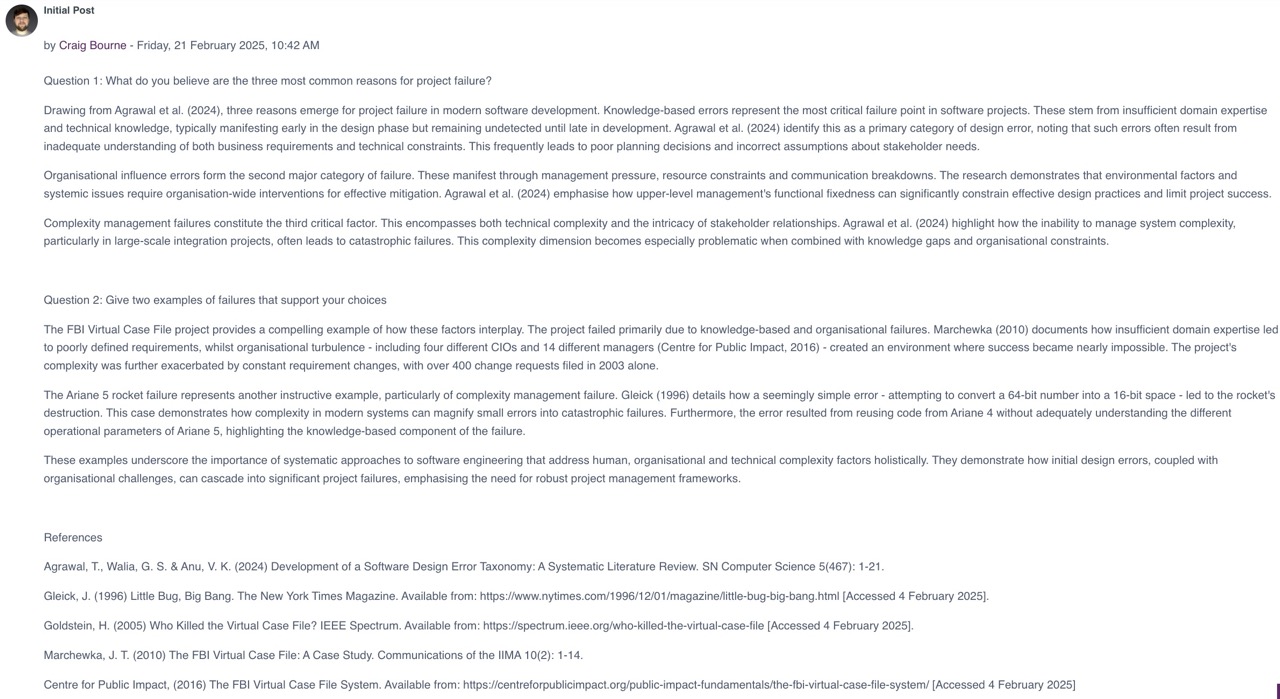 Initial Post
by Craig Bourne - Friday, 21 February 2025, 10:42 AM
Question 1: What do you believe are the three most common reasons for project failure?
Drawing from Agrawal et al. (2024), three reasons emerge for project failure in modern software development. Knowledge-based errors represent the most critical failure point in software projects. These stem from insufficient domain expertise
and technical knowledge, typically manifesting early in the design phase but remaining undetected until late in development. Agrawal et al. (2024) identify this as a primary category of design error, noting that such errors often result from
inadequate understanding of both business requirements and technical constraints. This frequently leads to poor planning decisions and incorrect assumptions about stakeholder needs.
Organisational influence errors form the second major category of failure. These manifest through management pressure, resource constraints and communication breakdowns. The research demonstrates that environmental factors and
systemic issues require organisation-wide interventions for effective mitigation. Agrawal et al. (2024) emphasise how upper-level management's functional fixedness can significantly constrain effective design practices and limit project success.
Complexity management failures constitute the third critical factor. This encompasses both technical complexity and the intricacy of stakeholder relationships. Agrawal et al. (2024) highlight how the inability to manage system complexity,
particularly in large-scale integration projects, often leads to catastrophic failures. This complexity dimension becomes especially problematic when combined with knowledge gaps and organisational constraints.
Question 2: Give two examples of failures that support your choices
The FBI Virtual Case File project provides a compelling example of how these factors interplay. The project failed primarily due to knowledge-based and organisational failures. Marchewka (2010) documents how insufficient domain expertise led
to poorly defined requirements, whilst organisational turbulence - including four different CIOs and 14 different managers (Centre for Public Impact, 2016) - created an environment where success became nearly impossible. The project's
complexity was further exacerbated by constant requirement changes, with over 400 change requests filed in 2003 alone.
The Ariane 5 rocket failure represents another instructive example, particularly of complexity management failure. Gleick (1996) details how a seemingly simple error - attempting to convert a 64-bit number into a 16-bit space - led to the rocket's
destruction. This case demonstrates how complexity in modern systems can magnify small errors into catastrophic failures. Furthermore, the error resulted from reusing code from Ariane 4 without adequately understanding the different
operational parameters of Ariane 5, highlighting the knowledge-based component of the failure.
These examples underscore the importance of systematic approaches to software engineering that address human, organisational and technical complexity factors holistically. They demonstrate how initial design errors, coupled with
organisational challenges, can cascade into significant project failures, emphasising the need for robust project management frameworks.
References
Agrawal, T., Walia, G. S. & Anu, V. K. (2024) Development of a Software Design Error Taxonomy: A Systematic Literature Review. SN Computer Science 5(467): 1-21.
Gleick, J. (1996) Little Bug, Big Bang. The New York Times Magazine. Available from: https://www.nytimes.com/1996/12/01/magazine/little-bug-big-bang.html [Accessed 4 February 2025].
Goldstein, H. (2005) Who Killed the Virtual Case File? IEEE Spectrum. Available from: https://spectrum.ieee.org/who-killed-the-virtual-case-file [Accessed 4 February 2025].
Marchewka, J. T. (2010) The FBI Virtual Case File: A Case Study. Communications of the IIMA 10(2): 1-14.
Centre for Public Impact, (2016) The FBI Virtual Case File System. Available from: https://centreforpublicimpact.org/public-impact-fundamentals/the-fbi-virtual-case-file-system/ [Accessed 4 February 2025]